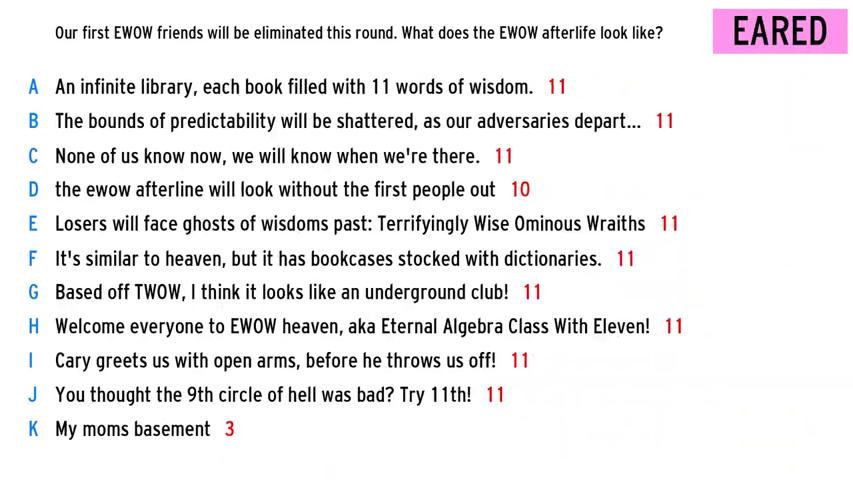 Our first EWOW friends will be eliminated this round. What does the EWOW afterlife look like?
EARED
A An infinite library, each book filled with 11 words of wisdom. 11
B The bounds of predictability will be shattered, as our adversaries depart... 11
C None of us know now, we will know when we're there. 11
D the ewow afterline will look without the first people out 10
E Losers will face ghosts of wisdoms past: Terrifyingly Wise Ominous Wraiths 11
F It's similar to heaven, but it has bookcases stocked with dictionaries. 11
G Based off TWOW, I think it looks like an underground club! 11
H Welcome everyone to EWOW heaven, aka Eternal Algebra Class With Eleven! 11
I Cary greets us with open arms, before he throws us off! 11
J You thought the 9th circle of hell was bad? Try 11th! 11
K My moms basement 3